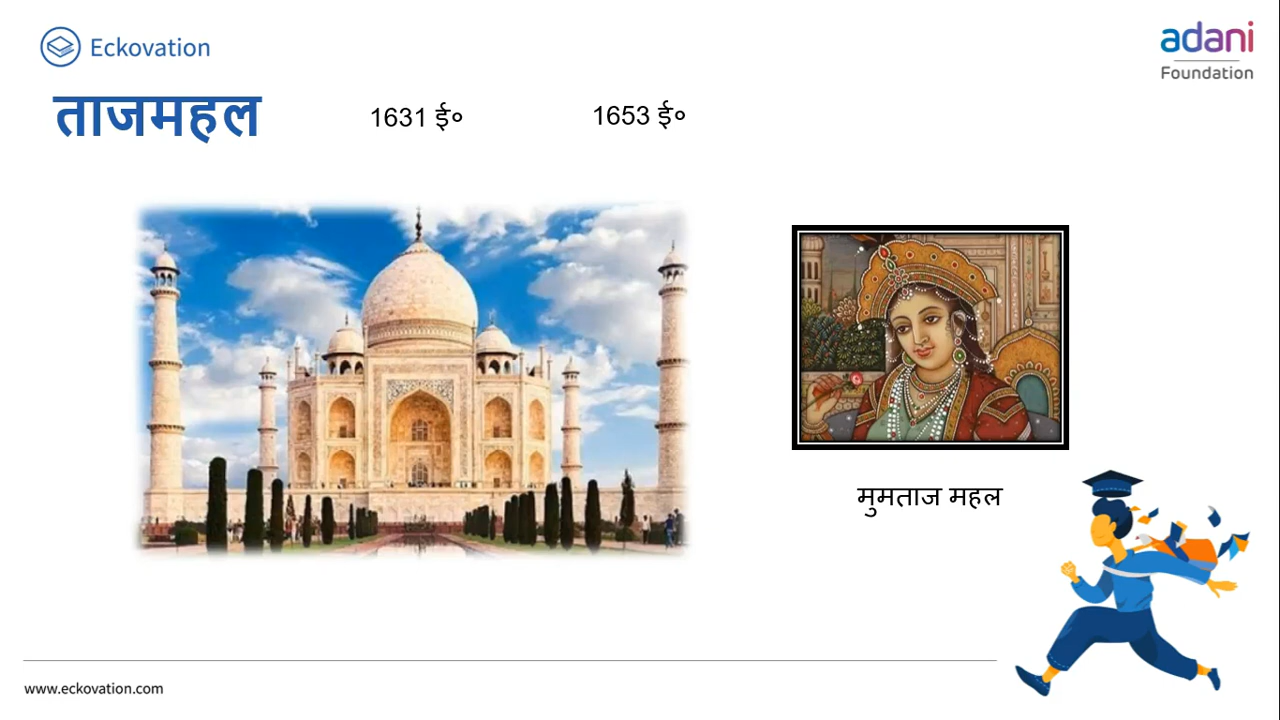 Eckovation
adani
Foundation
ताजमहल
1631 ई०
1653 ई०
मुमताज महल
www.eckovation.com